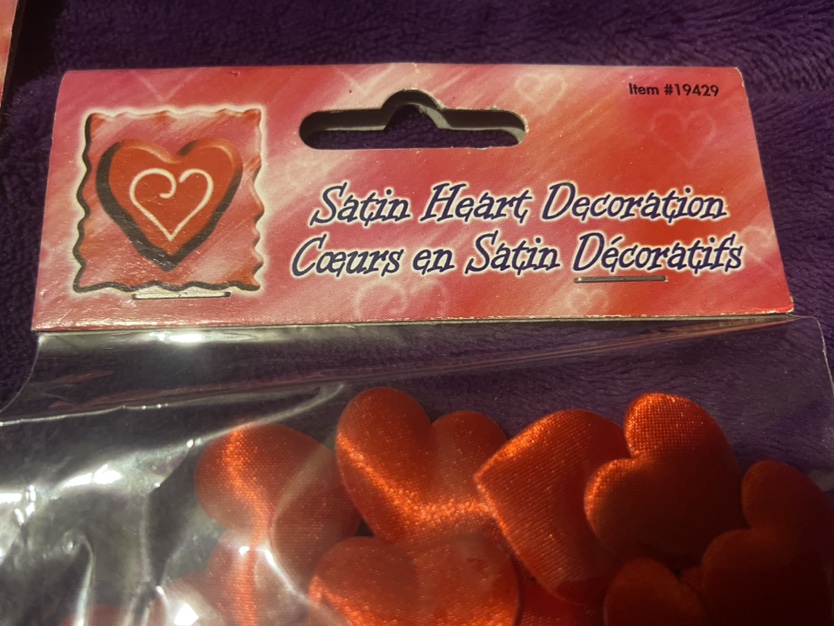 Item #19429
Satin Heart Decoration
Cœurs en Satin Décoratifs